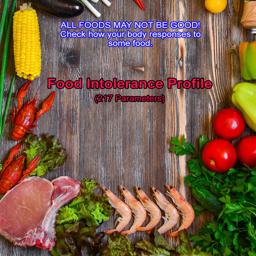 ALL FOODS MAY NOT BE GOOD!
Check how your body responses to
some food.
Food Intolerance Profile
(217 Parameters)